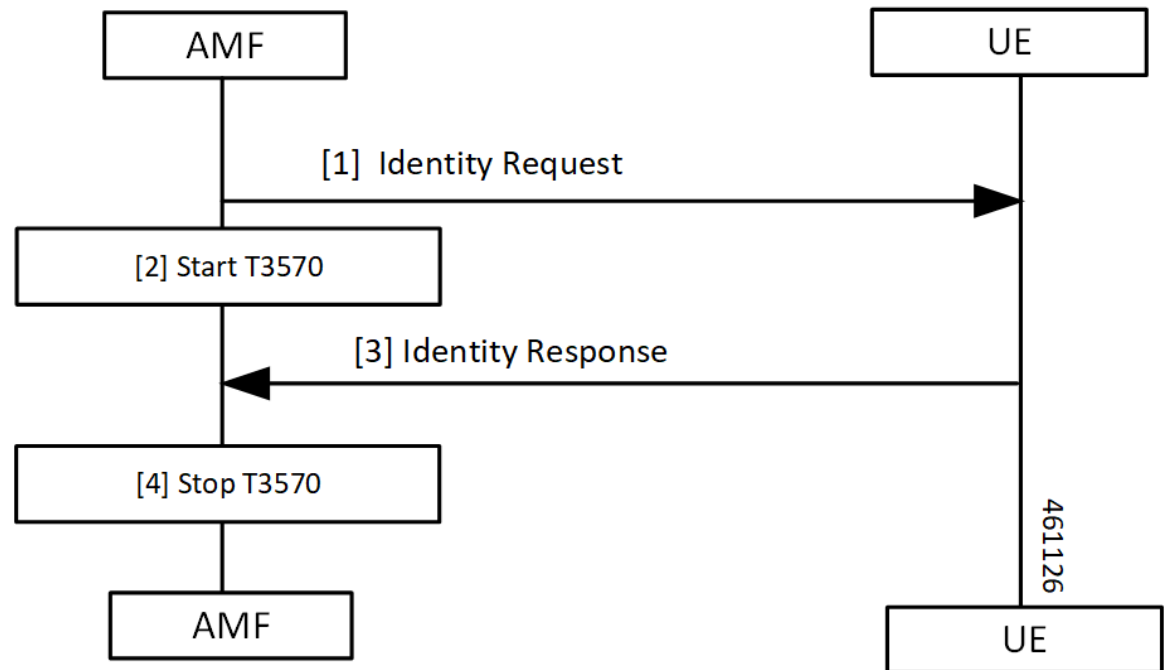 AMF
UE
[1] Identity Request
[2] Start T3570
[3] Identity Response
[4] Stop T3570
461126
AMF
UE